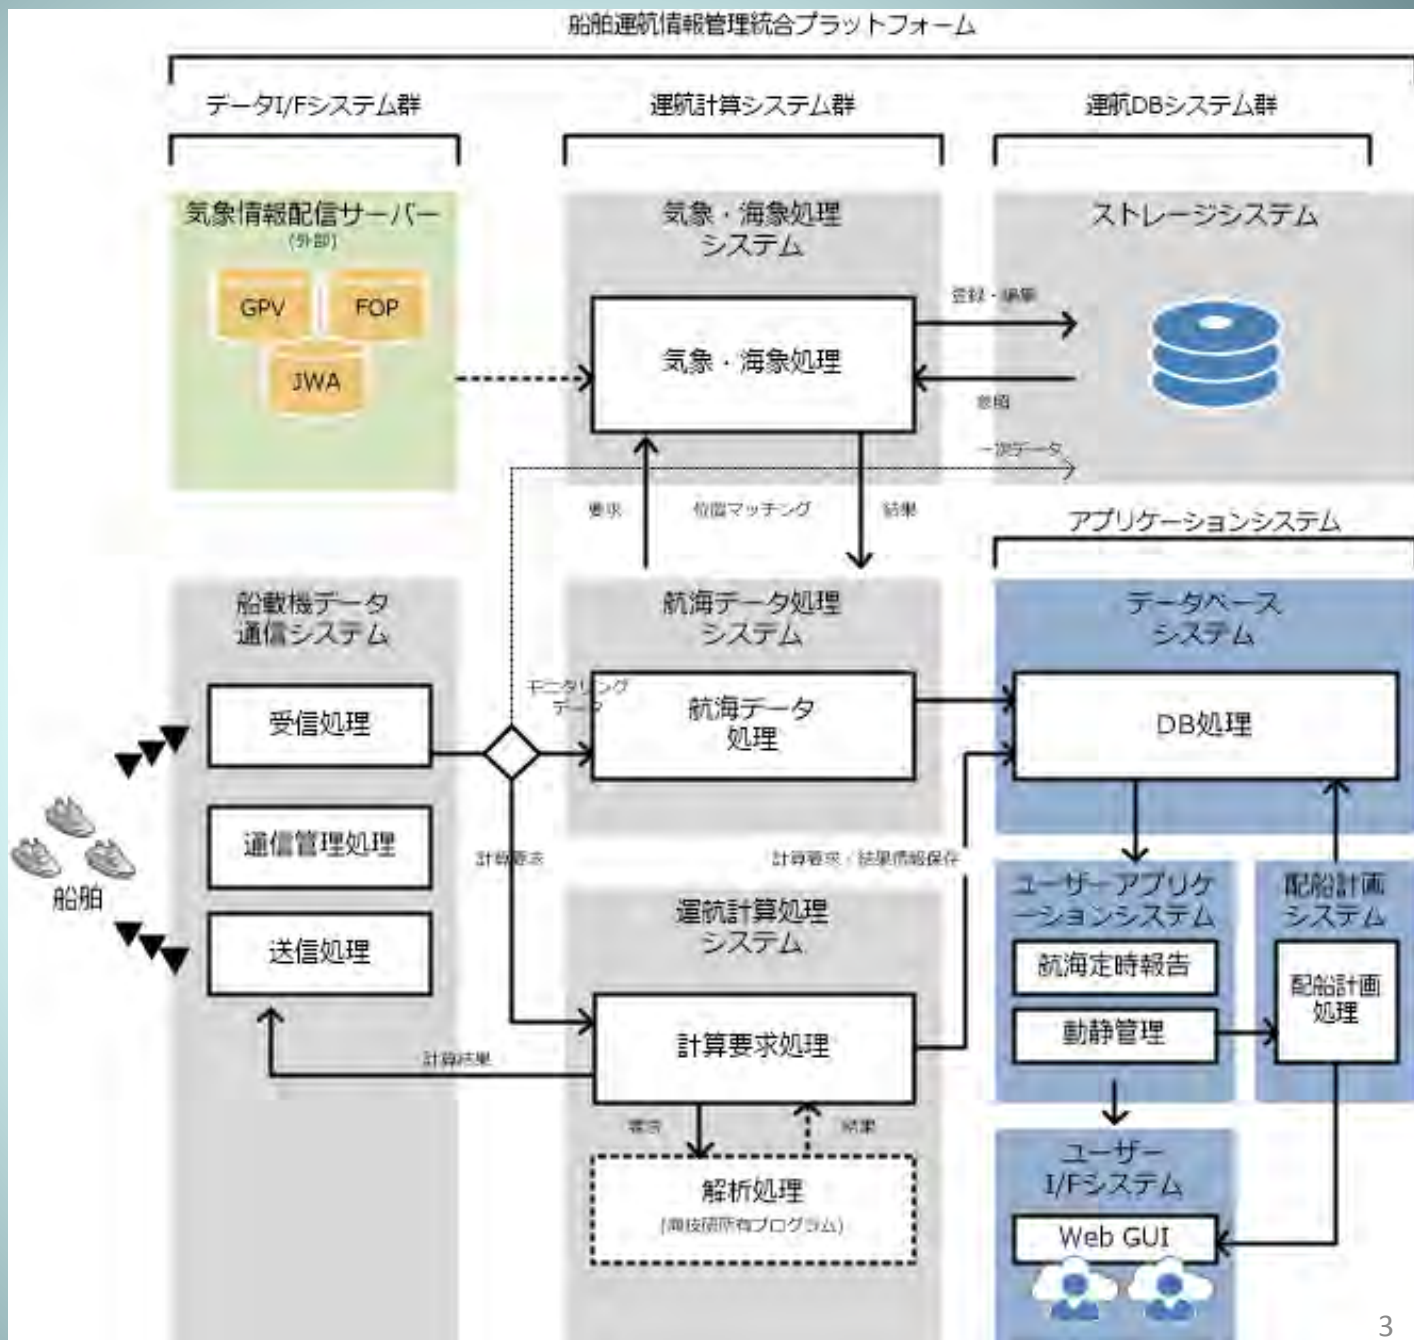 船舶運航情報管理統合プラットフォーム
データI/Fシステム群
運航計算システム群
運航DBシステム群
気象情報配信サーバー
(外部)
GPV
FOP
JWA
気象・海象処理
システム
気象・海象処理
ストレージシステム
登録・編集
参照
一次データ
要求
位置マッチング
結果
アプリケーションシステム
船載機データ
通信システム
受信処理
通信管理処理
送信処理
船舶
モニタリング
データ
航海データ処理
システム
航海データ
処理
データベース
システム
DB処理
計算要求
計算要求／結果情報保存
運航計算処理
システム
計算要求処理
計算結果
要求
結果
解析処理
(海技研所有プログラム)
ユーザーアプリケ
ーションシステム
航海定時報告
動静管理
配船計画
システム
配船計画
処理
ユーザー
I/Fシステム
Web GUI
3